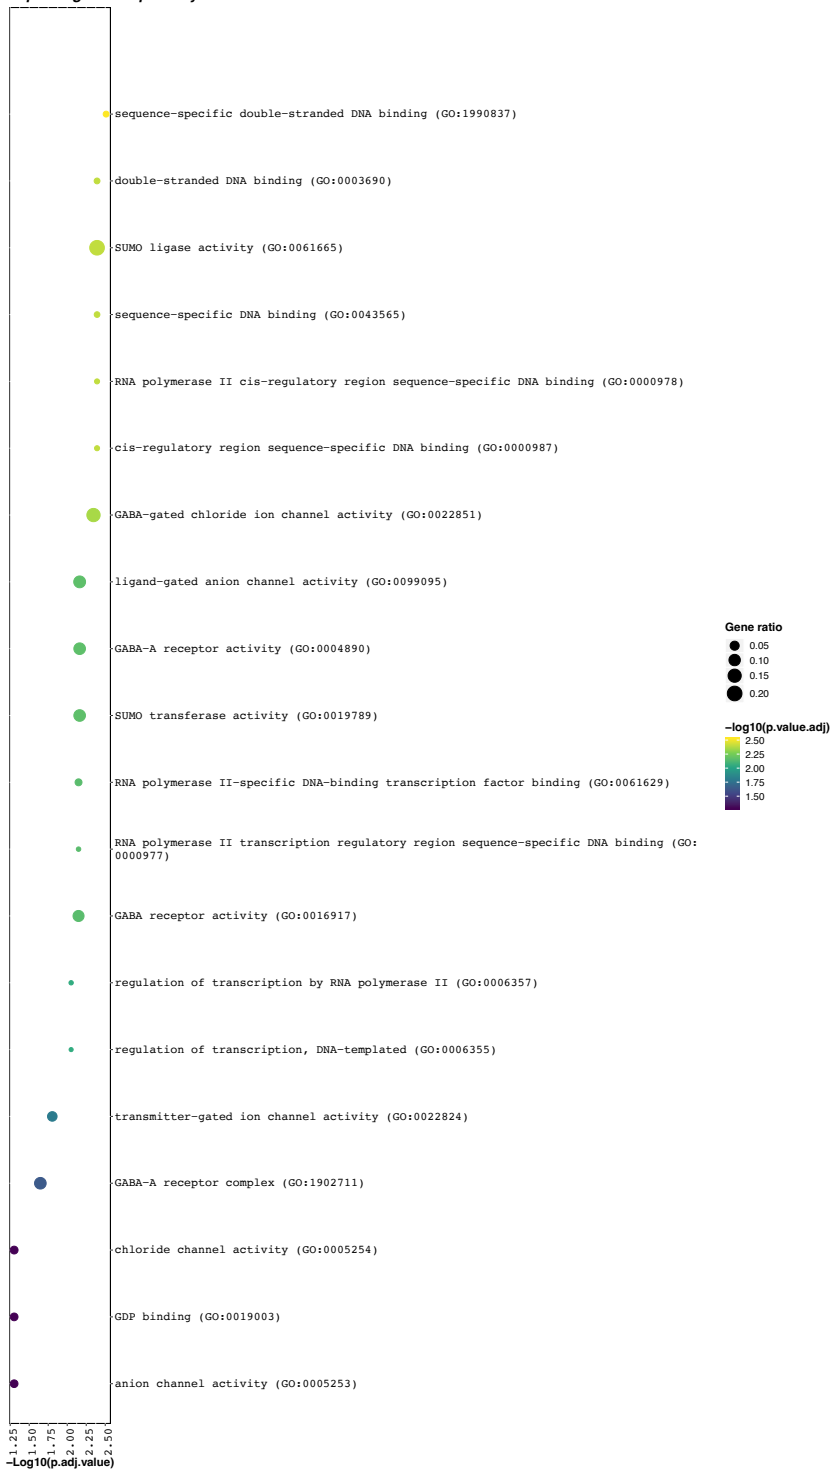 sequence−specific double−stranded DNA binding (GO:1990837)
double−stranded DNA binding (GO:0003690)
SUMO ligase activity (GO:0061665)
sequence−specific DNA binding (GO:0043565)
RNA polymerase II cis−regulatory region sequence−specific DNA binding (GO:0000978)
cis−regulatory region sequence−specific DNA binding (GO:0000987)
GABA−gated chloride ion channel activity (GO:0022851)
ligand−gated anion channel activity (GO:0099095)
GABA−A receptor activity (GO:0004890)
SUMO transferase activity (GO:0019789)
RNA polymerase II−specific DNA−binding transcription factor binding (GO:0061629)
RNA polymerase II transcription regulatory region sequence−specific DNA binding (GO:
0000977)
GABA receptor activity (GO:0016917)
regulation of transcription by RNA polymerase II (GO:0006357)
regulation of transcription, DNA−templated (GO:0006355)
transmitter−gated ion channel activity (GO:0022824)
GABA−A receptor complex (GO:1902711)
chloride channel activity (GO:0005254)
GDP binding (GO:0019003)
anion channel activity (GO:0005253)
1.25
1.50
1.75
2.00
2.25
2.50
−Log10(p.adj.value)
Gene ratio
0.05
0.10
0.15
0.20
−log10(p.value.adj)
2.50
2.25
2.00
1.75
1.50